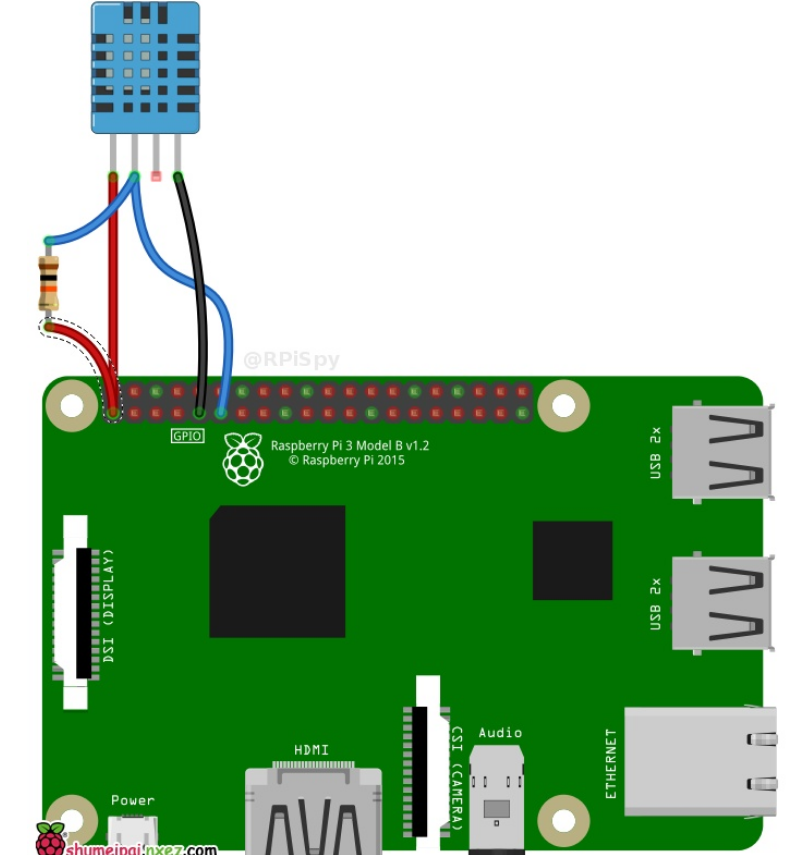 @RPiSpy
GPIO
Raspberry Pi 3 Model B v1.2
© Raspberry Pi 2015
USB 2x
DSI (DISPLAY)
USB 2x
CSI (CAMERA)
Audio
ETHERNET
HDMI
Power
shumeipai.nxez.com